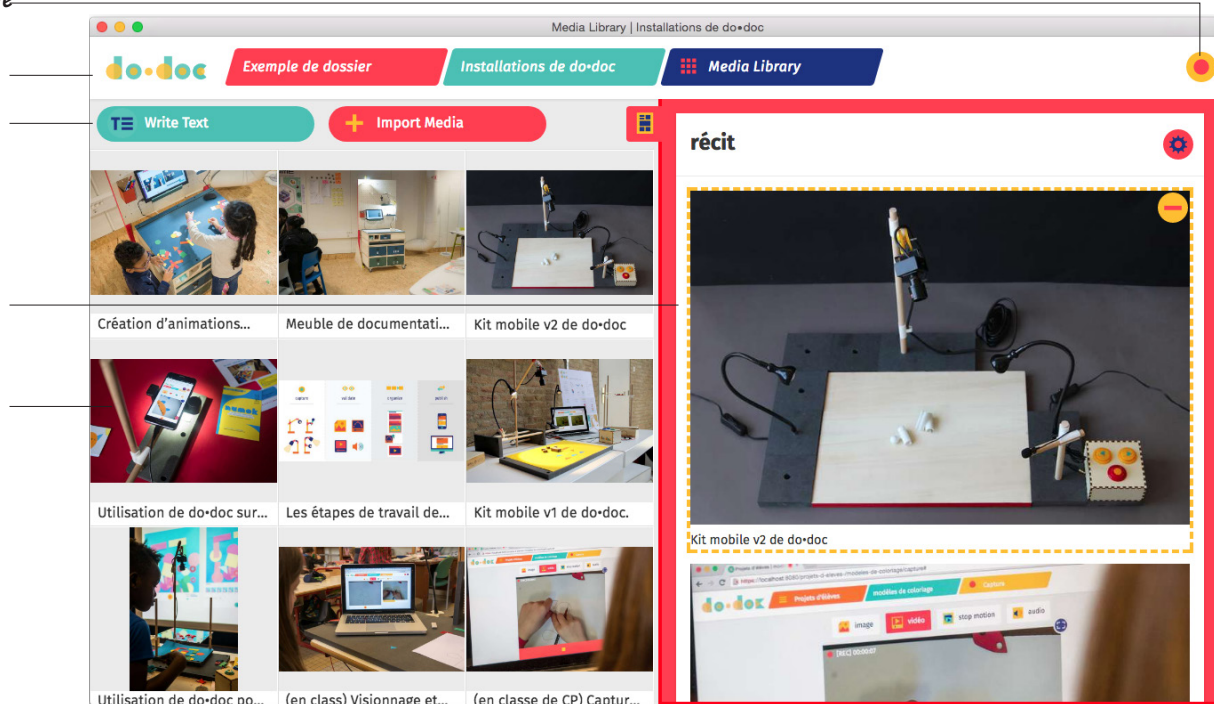 Media Library | Installations de do•doc
do•doc
Exemple de dossier
Installations de do•doc
Media Library
Write Text
Import Media
récit
Création d'animations...
Meuble de documentati...
Kit mobile v2 de do•doc
Utilisation de do•doc sur...
Les étapes de travail de...
Kit mobile v1 de do•doc.
Kit mobile v2 de do•doc
do•doc
Projets d'élèves
modèles de coloriage
Capture
image
vidéo
stop motion
audio
[REC] 00:00:07
Utilisation de do•doc po...
(en class) Visionnage et...
(en classe de CP) Captur...